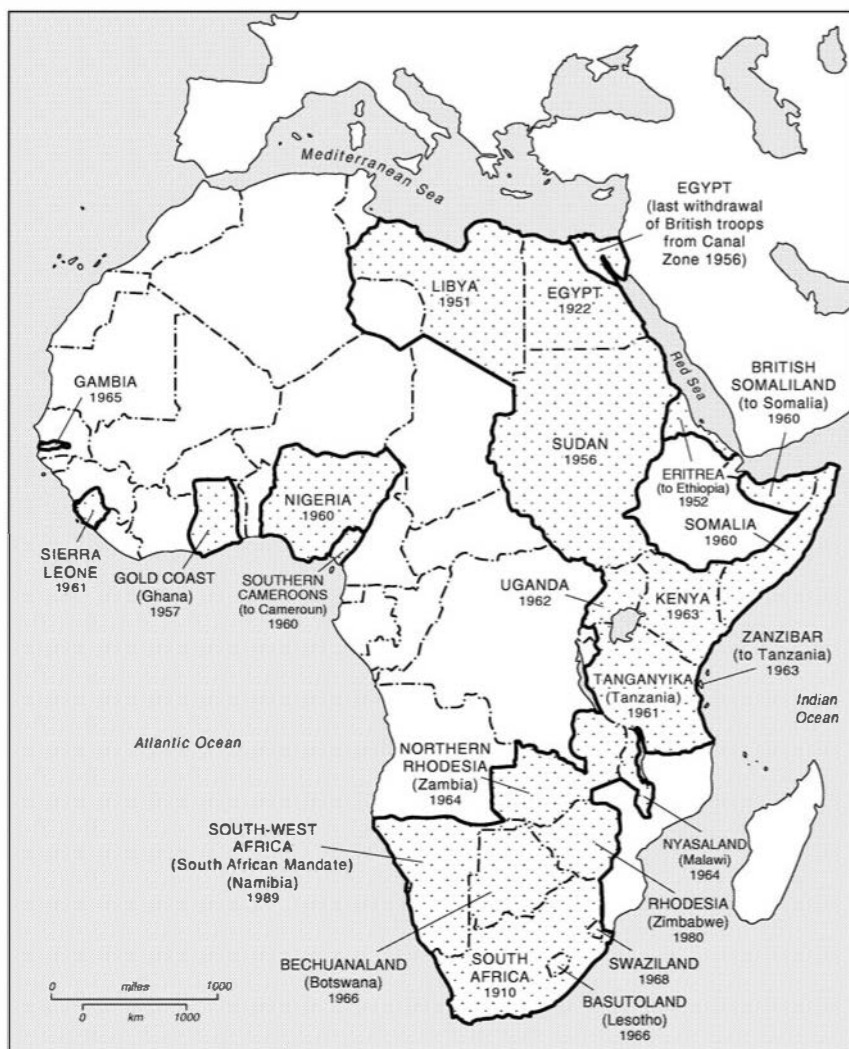 Mediterranean Sea
EGYPT
(last withdrawal
of British troops
from Canal
Zone 1956)
LIBYA
1951
EGYPT
1922
Red Sea
BRITISH
SOMALILAND
(to Somalia)
1960
GAMBIA
1965
SUDAN
1956
ERITREA
(to Ethiopia)
1952
NIGERIA
1960
SOMALIA
1960
SIERRA
LEONE
1961
GOLD COAST
(Ghana)
1957
SOUTHERN
CAMEROONS
(to Cameroun)
1960
UGANDA
1962
KENYA
1963
ZANZIBAR
(to Tanzania)
1963
TANGANYIKA
(Tanzania)
1961
Indian
Ocean
Atlantic Ocean
NORTHERN
RHODESIA
(Zambia)
1964
SOUTH-WEST
AFRICA
(South African Mandate)
(Namibia)
1989
NYASALAND
(Malawi)
1964
RHODESIA
(Zimbabwe)
1980
BECHUANALAND
(Botswana)
1966
SOUTH
AFRICA
1910
SWAZILAND
1968
BASUTOLAND
(Lesotho)
1966
0 miles 1000
0 km 1000